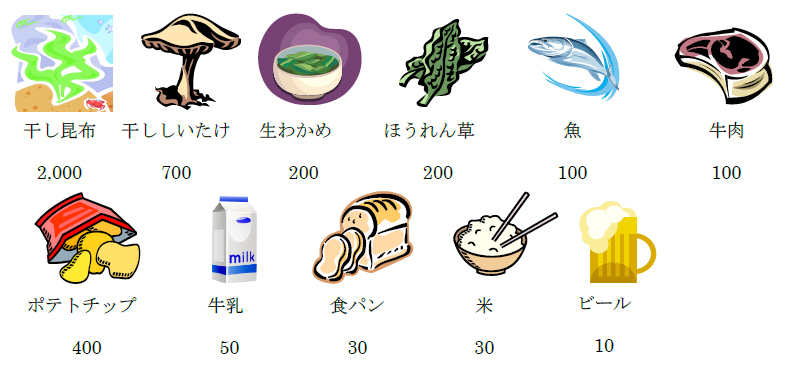 干し昆布 干ししいたけ 生わかめ ほうれん草 魚 牛肉
2,000 700 200 200 100 100
milk
ポテトチップ 牛乳 食パン 米 ビール
400 50 30 30 10